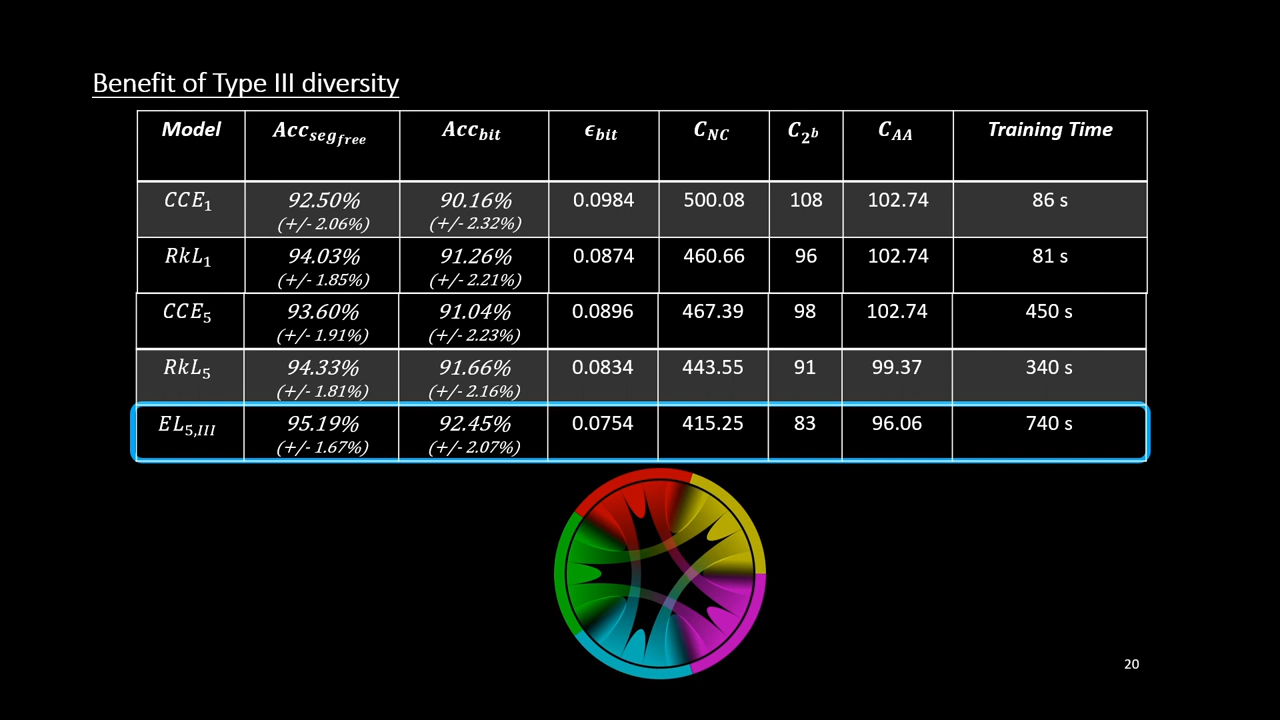 Benefit of Type III diversity
Model Acc_seg_free Acc_bit ϵ_bit C_NC C_2^b C_AA Training Time
CCE₁ 92.50% 90.16% 0.0984 500.08 108 102.74 86 s
(+/- 2.06%) (+/- 2.32%)
RkL₁ 94.03% 91.26% 0.0874 460.66 96 102.74 81 s
(+/- 1.85%) (+/- 2.21%)
CCE₅ 93.60% 91.04% 0.0896 467.39 98 102.74 450 s
(+/- 1.91%) (+/- 2.23%)
RkL₅ 94.33% 91.66% 0.0834 443.55 91 99.37 340 s
(+/- 1.81%) (+/- 2.16%)
EL_5,III 95.19% 92.45% 0.0754 415.25 83 96.06 740 s
(+/- 1.67%) (+/- 2.07%)
20